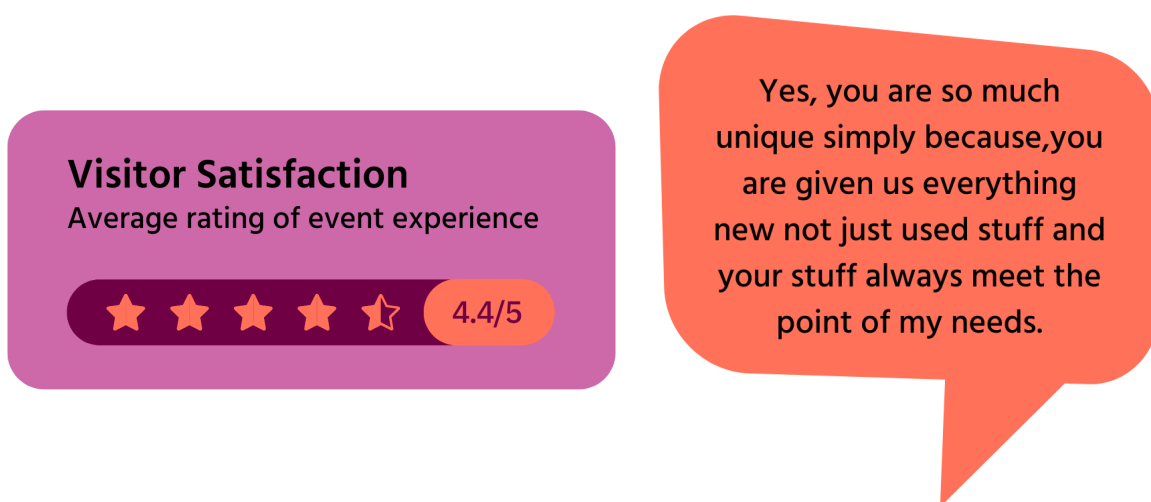 Visitor Satisfaction
Average rating of event experience
4.4/5
Yes, you are so much
unique simply because,you
are given us everything
new not just used stuff and
your stuff always meet the
point of my needs.